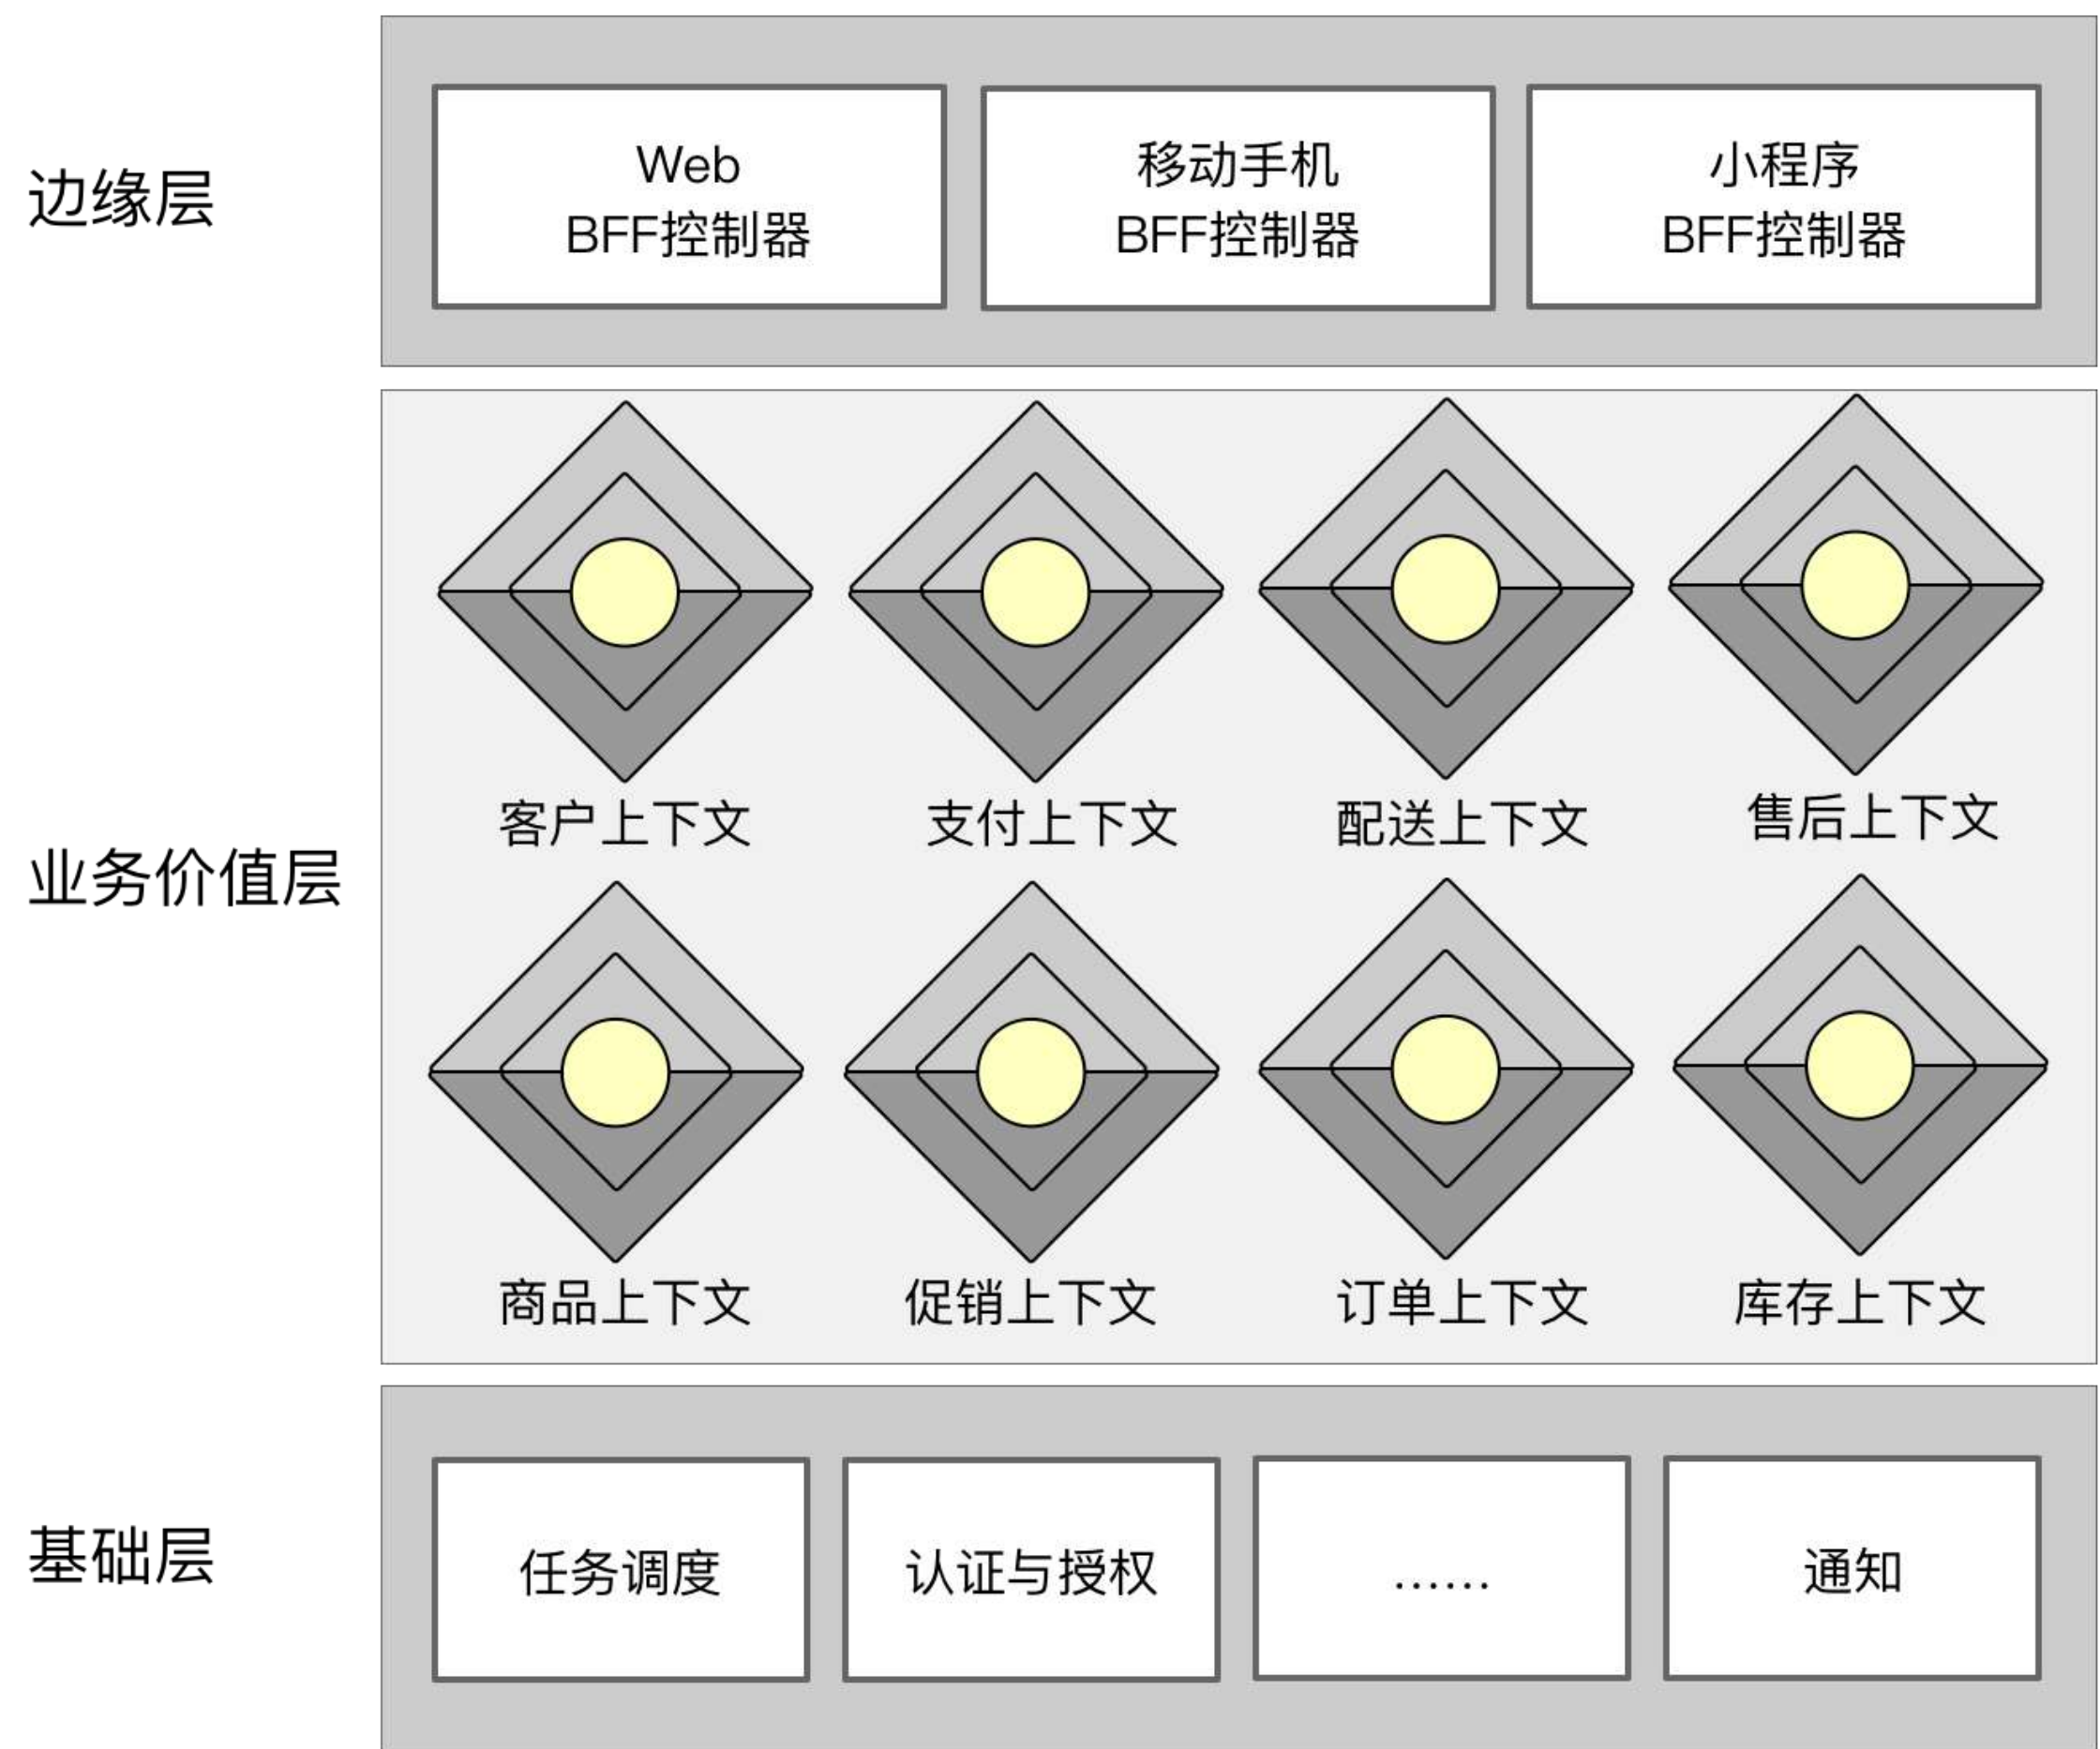 边缘层
Web
BFF控制器
移动手机
BFF控制器
小程序
BFF控制器
业务价值层
客户上下文
支付上下文
配送上下文
售后上下文
商品上下文
促销上下文
订单上下文
库存上下文
基础层
任务调度
认证与授权
……
通知